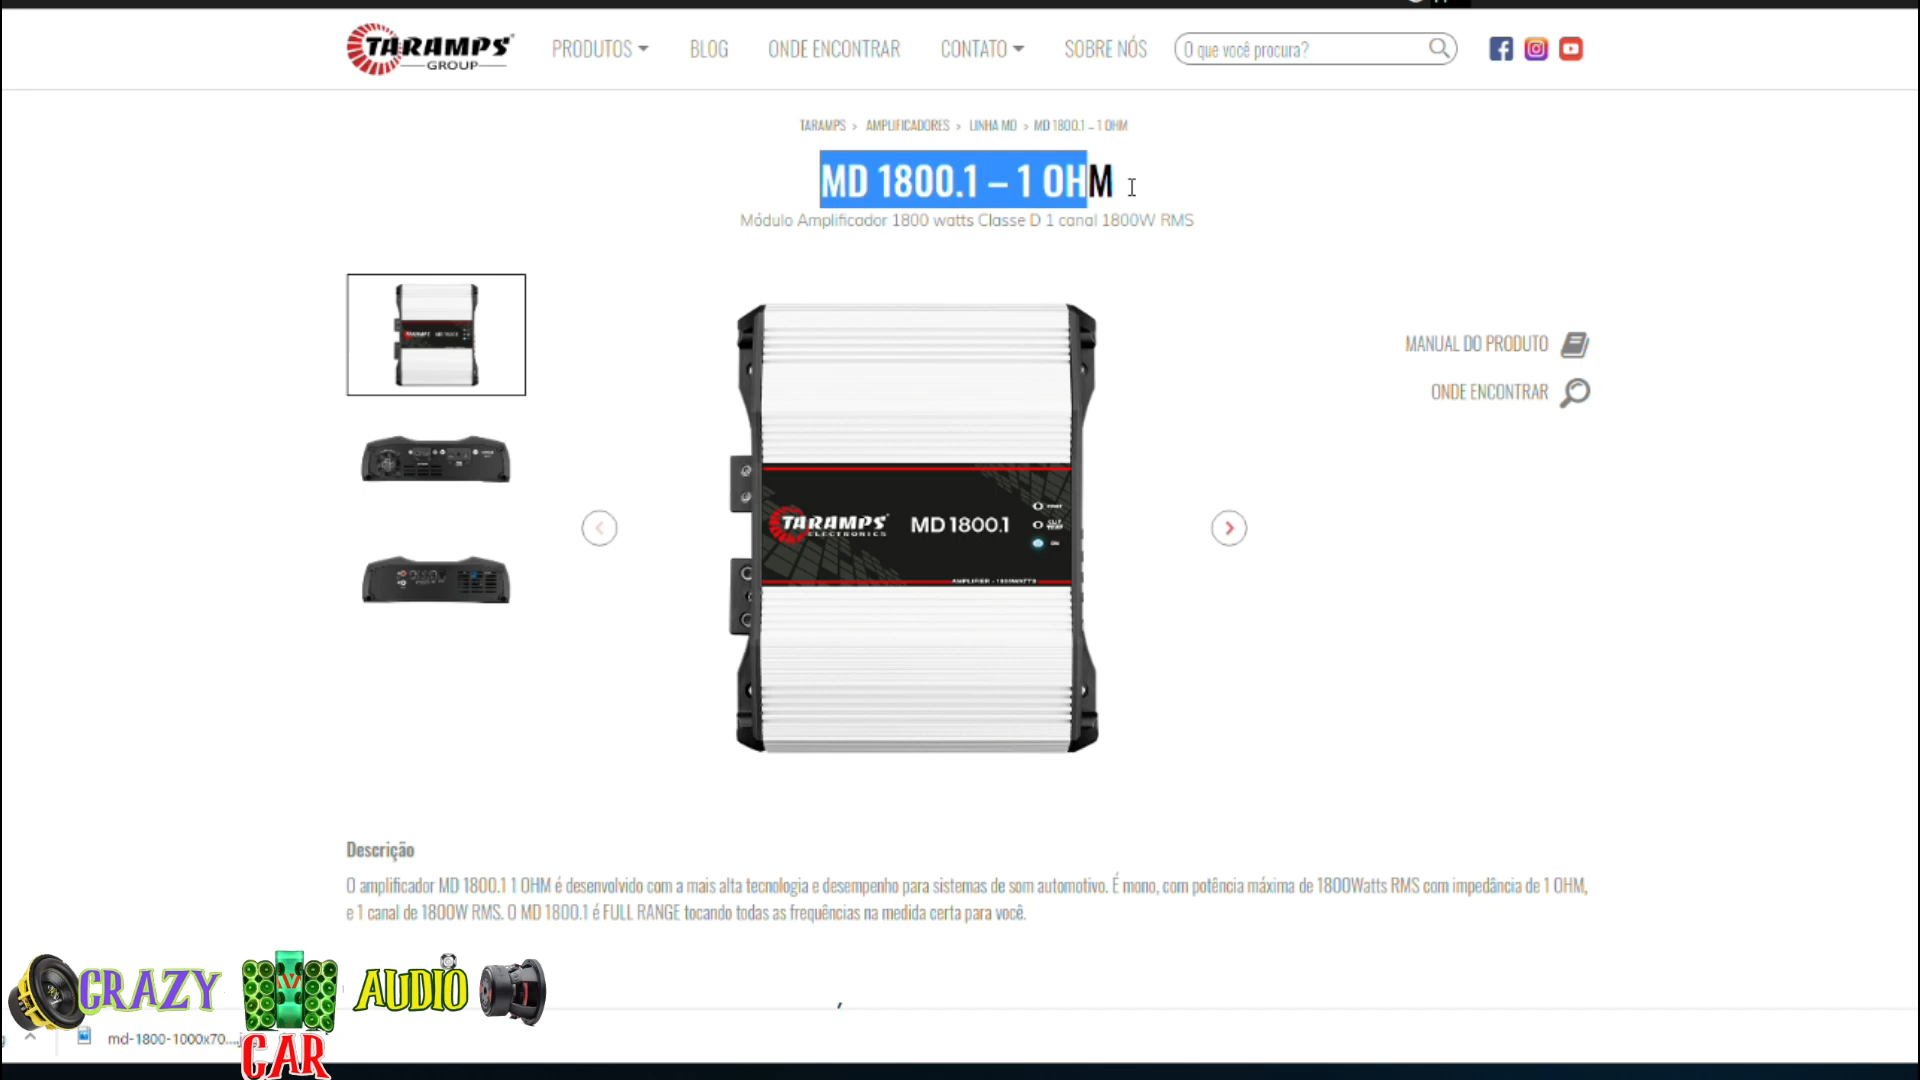 TARAMPS
GROUP
PRODUTOS
BLOG
ONDE ENCONTRAR
CONTATO
SOBRE NÓS
O que você procura?
TARAMPS > AMPLIFICADORES > LINHA MD > MD 1800.1 – 1 OHM
MD 1800.1 – 1 OHM
Módulo Amplificador 1800 watts Classe D 1 canal 1800W RMS
MANUAL DO PRODUTO
ONDE ENCONTRAR
TARAMPS
ELECTRONICS
MD 1800.1
ON
AMPLIFIER - 1800WATTS
Descrição
O amplificador MD 1800.1 1 OHM é desenvolvido com a mais alta tecnologia e desempenho para sistemas de som automotivo. É mono, com potência máxima de 1800Watts RMS com impedância de 1 OHM,
e 1 canal de 1800W RMS. O MD 1800.1 é FULL RANGE tocando todas as frequências na medida certa para você.
CRAZY
AUDIO
CAR
md-1800-1000x70....j